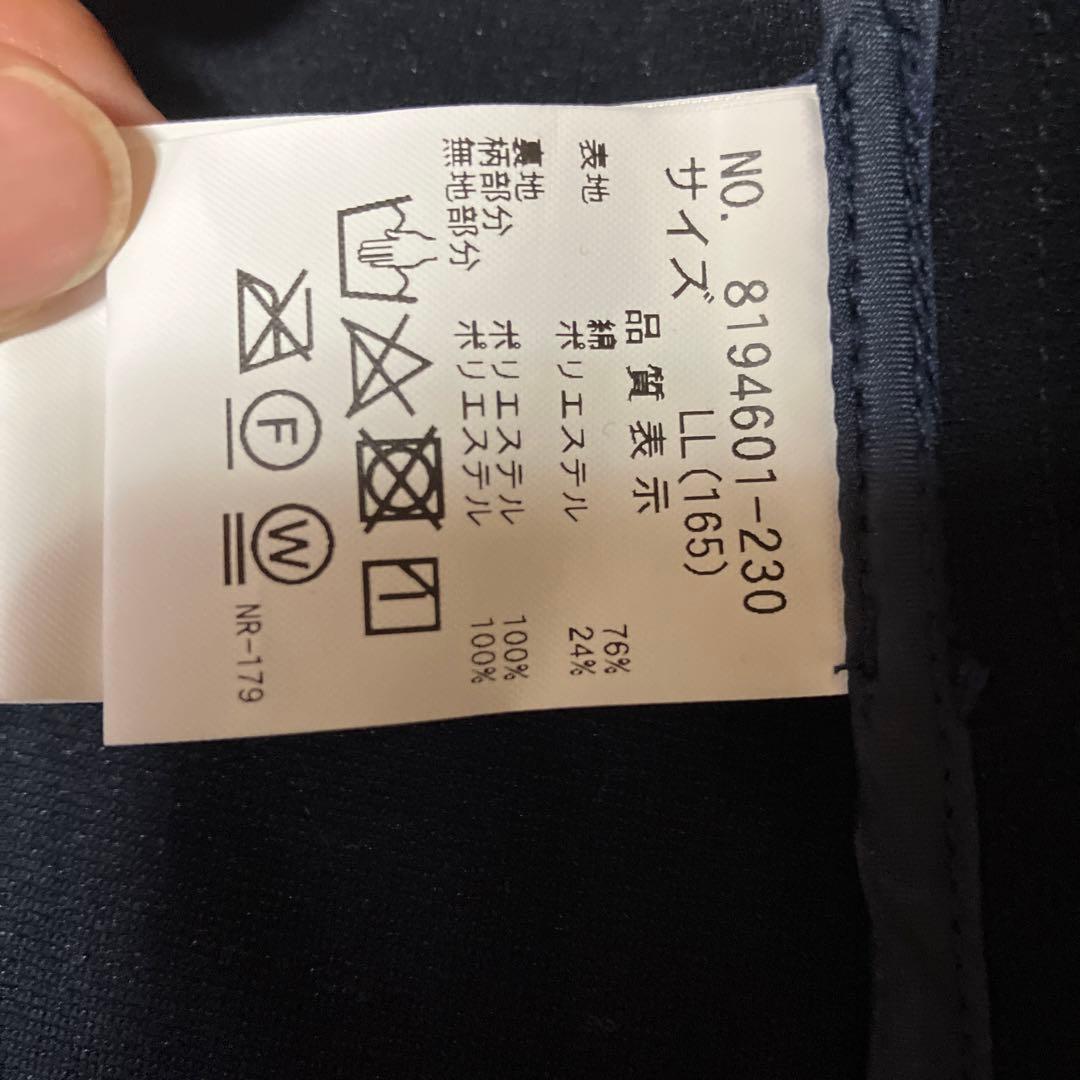 NO. 8194601-230
サイズ LL(165)
品質表示
表地 綿 76%
ポリエステル 24%
裏地
柄部分 ポリエステル 100%
無地部分 ポリエステル 100%
F W
NR-179